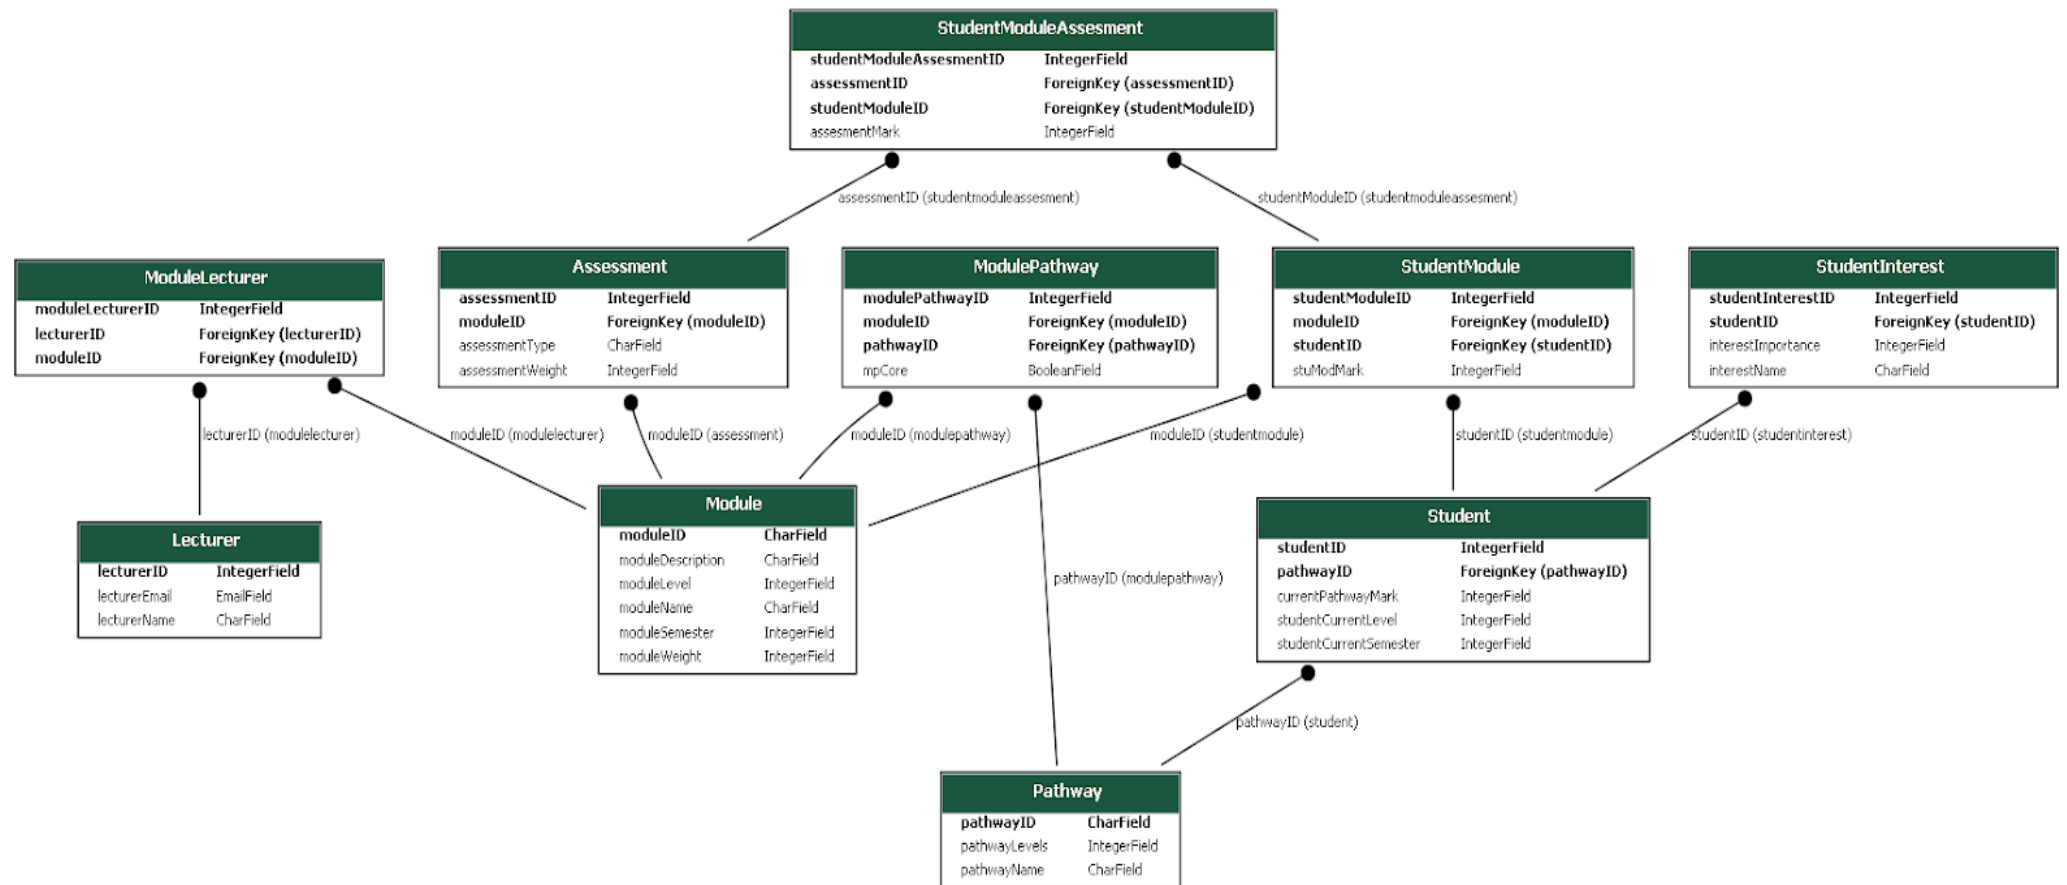 StudentModuleAssesment
studentModuleAssesmentID IntegerField
assessmentID ForeignKey (assessmentID)
studentModuleID ForeignKey (studentModuleID)
assesmentMark IntegerField
assessmentID (studentmoduleassesment)
studentModuleID (studentmoduleassesment)
ModuleLecturer
moduleLecturerID IntegerField
lecturerID ForeignKey (lecturerID)
moduleID ForeignKey (moduleID)
Assessment
assessmentID IntegerField
moduleID ForeignKey (moduleID)
assessmentType CharField
assessmentWeight IntegerField
ModulePathway
modulePathwayID IntegerField
moduleID ForeignKey (moduleID)
pathwayID ForeignKey (pathwayID)
mpCore BooleanField
StudentModule
studentModuleID IntegerField
moduleID ForeignKey (moduleID)
studentID ForeignKey (studentID)
stuModMark IntegerField
StudentInterest
studentInterestID IntegerField
studentID ForeignKey (studentID)
interestImportance IntegerField
interestName CharField
lecturerID (modulelecturer)
moduleID (modulelecturer)
moduleID (assessment)
moduleID (modulepathway)
moduleID (studentmodule)
studentID (studentmodule)
studentID (studentinterest)
Lecturer
lecturerID IntegerField
lecturerEmail EmailField
lecturerName CharField
Module
moduleID CharField
moduleDescription CharField
moduleLevel IntegerField
moduleName CharField
moduleSemester IntegerField
moduleWeight IntegerField
pathwayID (modulepathway)
Student
studentID IntegerField
pathwayID ForeignKey (pathwayID)
currentPathwayMark IntegerField
studentCurrentLevel IntegerField
studentCurrentSemester IntegerField
pathwayID (student)
Pathway
pathwayID CharField
pathwayLevels IntegerField
pathwayName CharField